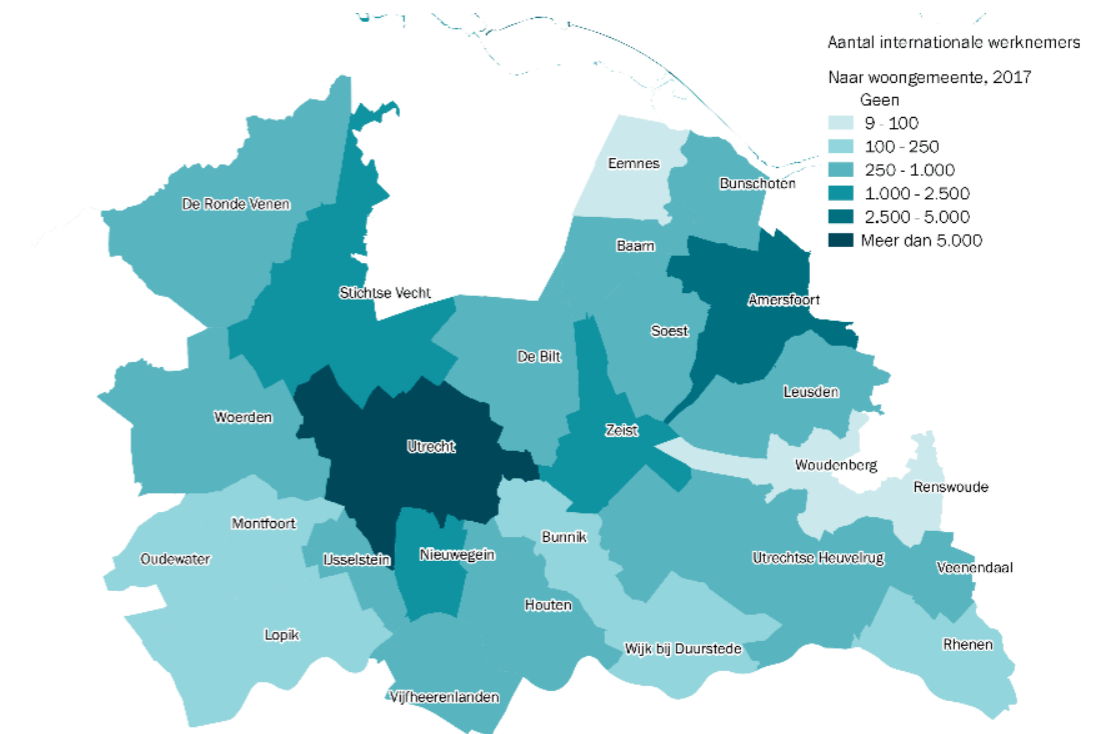 Aantal internationale werknemers
Naar woongemeente, 2017
Geen
9 - 100
100 - 250
250 - 1.000
1.000 - 2.500
2.500 - 5.000
Meer dan 5.000
Eemnes
Bunschoten
De Ronde Venen
Baarn
Stichtse Vecht
Amersfoort
Soest
De Bilt
Leusden
Woerden
Zeist
Utrecht
Woudenberg
Renswoude
Montfoort
Bunnik
Oudewater
IJsselstein
Nieuwegein
Utrechtse Heuvelrug
Veenendaal
Houten
Lopik
Wijk bij Duurstede
Rhenen
Vijfheerenlanden